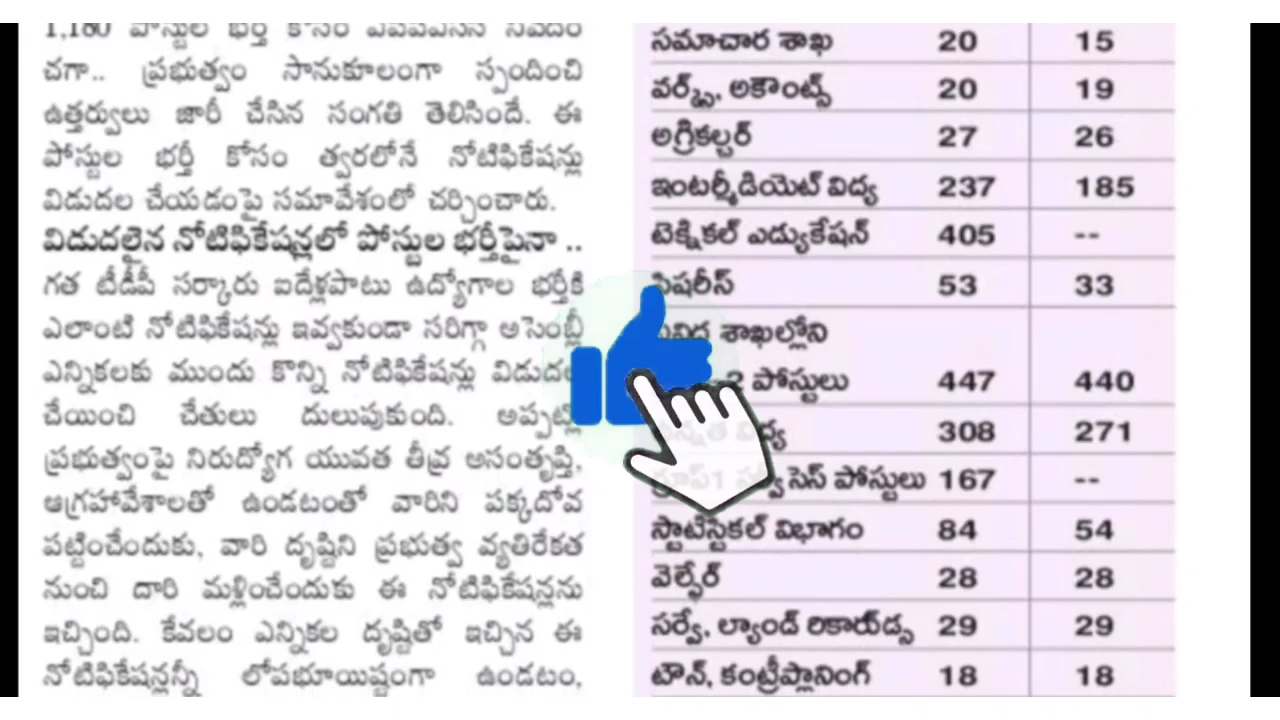 1,180 పోస్టుల భర్తీ కోసం ఏపీపీఎస్సీ నివేదిం
చగా.. ప్రభుత్వం సానుకూలంగా స్పందించి
ఉత్తర్వులు జారీ చేసిన సంగతి తెలిసిందే. ఈ
పోస్టుల భర్తీ కోసం త్వరలోనే నోటిఫికేషన్లు
విడుదల చేయడంపై సమావేశంలో చర్చించారు.
విడుదలైన నోటిఫికేషన్లలో పోస్టుల భర్తీపైనా ..
గత టీడీపీ సర్కారు ఐదేళ్లపాటు ఉద్యోగాల భర్తీకి
ఎలాంటి నోటిఫికేషన్లు ఇవ్వకుండా సరిగ్గా అసెంబ్లీ
ఎన్నికలకు ముందు కొన్ని నోటిఫికేషన్లు
చేయించి చేతులు దులుపుకుంది. అప్పట్లో
ప్రభుత్వంపై నిరుద్యోగ యువత తీవ్ర అసంతృప్తి,
ఆగ్రహావేశాలతో ఉండటంతో వారిని పక్కదోవ
పట్టించేందుకు, వారి దృష్టిని ప్రభుత్వ వ్యతిరేకత
నుంచి దారి మళ్లించేందుకు ఈ నోటిఫికేషన్లను
ఇచ్చింది. కేవలం ఎన్నికల దృష్టితో ఇచ్చిన ఈ
నోటిఫికేషన్లన్నీ లోపభూయిష్టంగా ఉండటం,
సమాచార శాఖ 20 15
వర్క్స్, అకౌంట్స్ 20 19
అగ్రికల్చర్ 27 26
ఇంటర్మీడియెట్ విద్య 237 185
టెక్నికల్ ఎడ్యుకేషన్ 405 --
ఫిషరీస్ 53 33
శాఖల్లోని
2 పోస్టులు 447 440
308 271
సెస్ పోస్టులు 167 --
స్టాటిస్టికల్ విభాగం 84 54
వెల్ఫేర్ 28 28
సర్వే, ల్యాండ్ రికార్డ్స్ 29 29
టౌన్, కంట్రీప్లానింగ్ 18 18